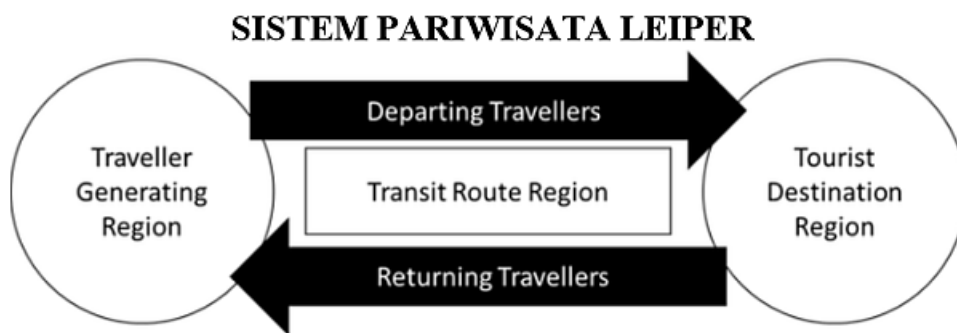 SISTEM PARIWISATA LEIPER
Departing Travellers
Traveller
Generating
Region
Transit Route Region
Tourist
Destination
Region
Returning Travellers